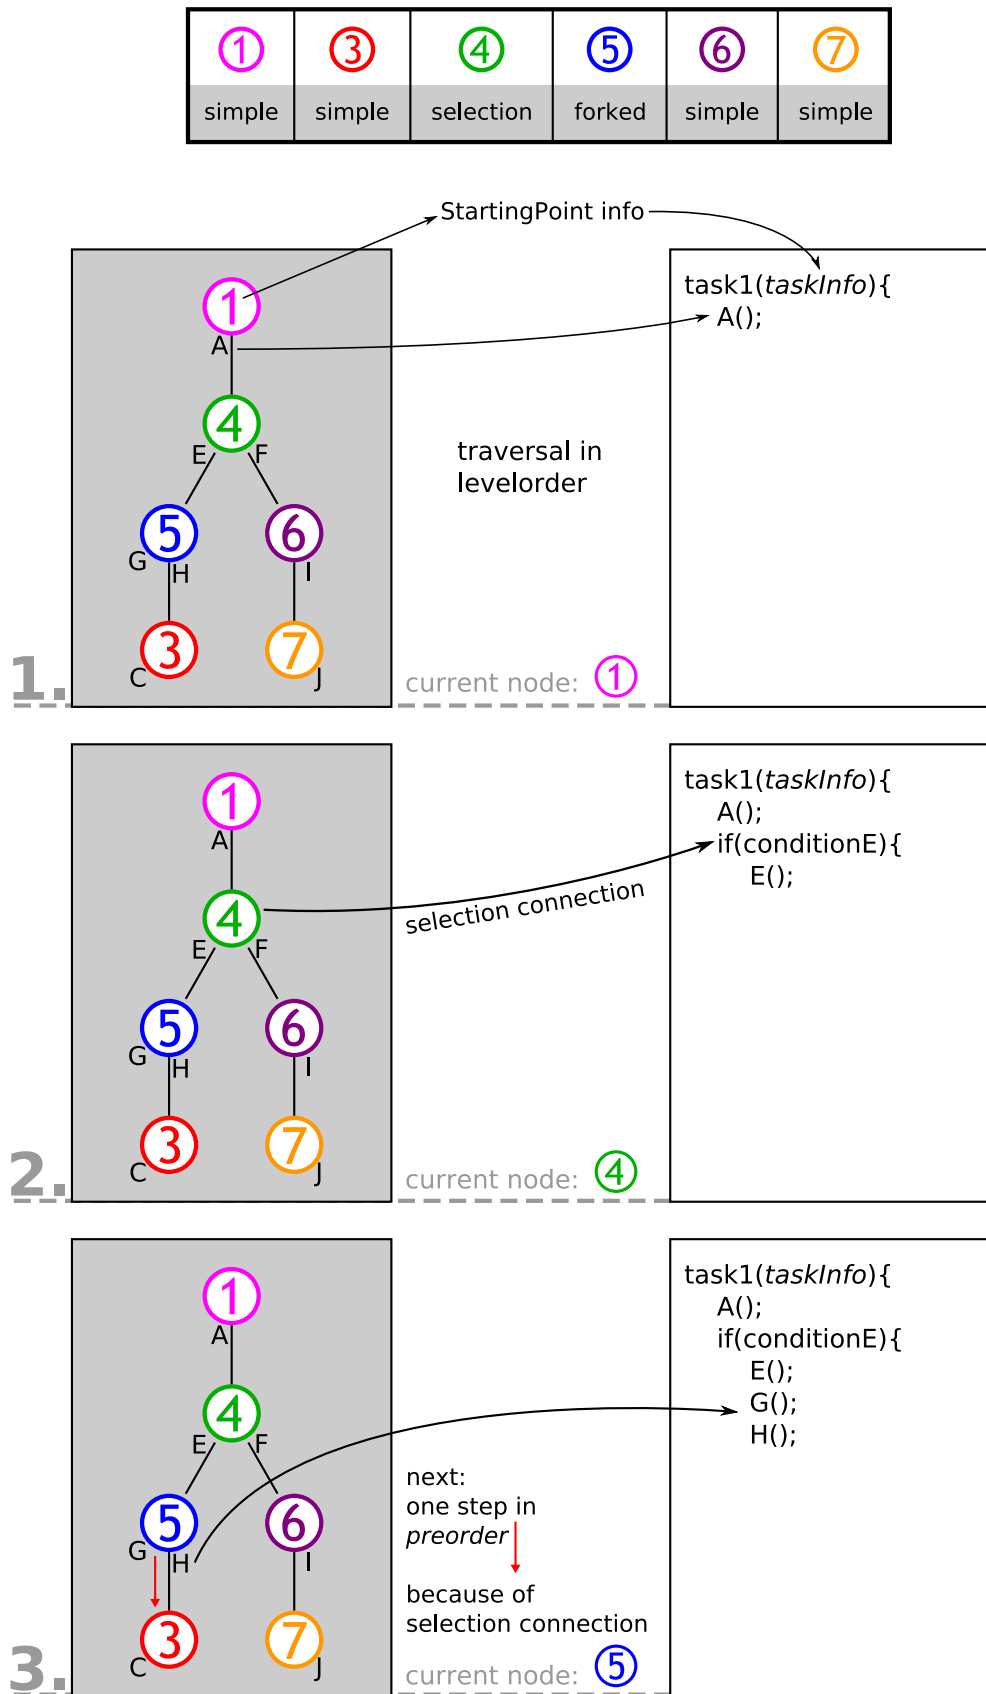 1 3 4 5 6 7
simple simple selection forked simple simple
StartingPoint info
1
A
4
E F
5 6
G H I
3 7
C J
1.
traversal in
levelorder
current node: 1
task1(taskInfo){
A();
1
A
4
E F
5 6
G H I
3 7
C J
2.
selection connection
current node: 4
task1(taskInfo){
A();
if(conditionE){
E();
1
A
4
E F
5 6
G H I
3 7
C J
3.
next:
one step in
preorder
because of
selection connection
current node: 5
task1(taskInfo){
A();
if(conditionE){
E();
G();
H();